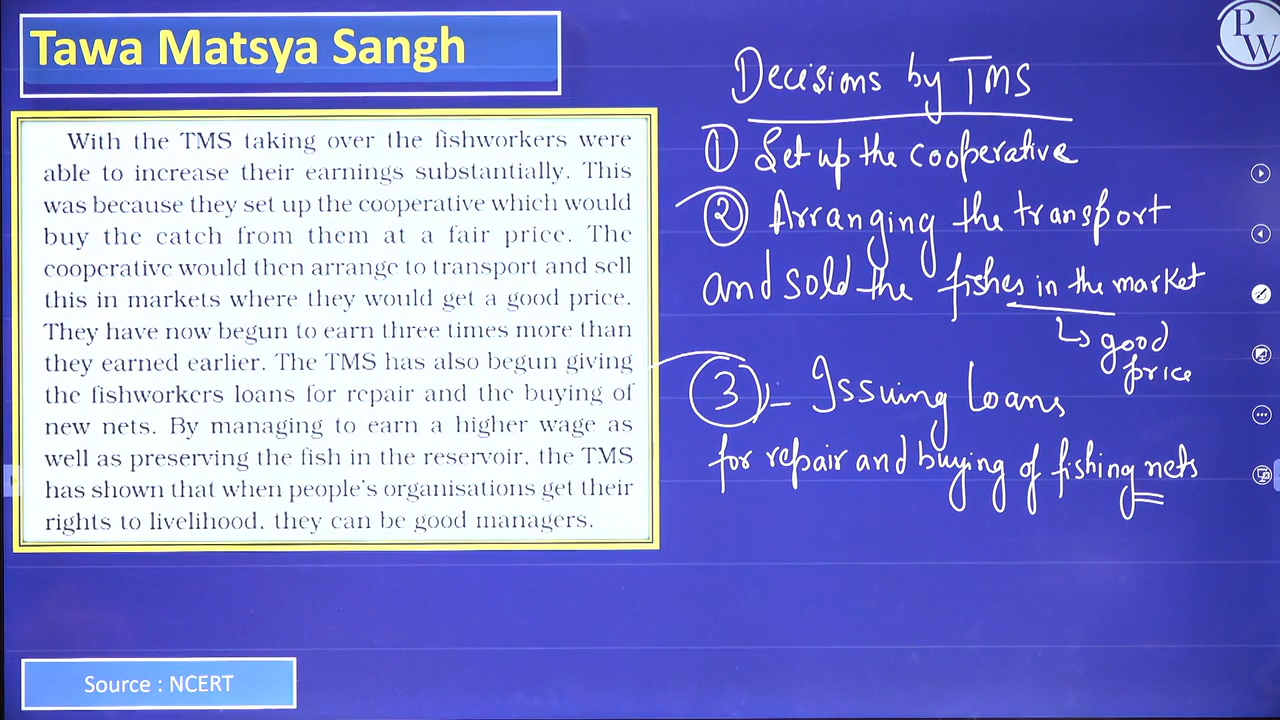 Tawa Matsya Sangh
With the TMS taking over the fishworkers were
able to increase their earnings substantially. This
was because they set up the cooperative which would
buy the catch from them at a fair price. The
cooperative would then arrange to transport and sell
this in markets where they would get a good price.
They have now begun to earn three times more than
they earned earlier. The TMS has also begun giving
the fishworkers loans for repair and the buying of
new nets. By managing to earn a higher wage as
well as preserving the fish in the reservoir, the TMS
has shown that when people's organisations get their
rights to livelihood, they can be good managers.
Source : NCERT
Decisions by TMS
① Set up the cooperative
② Arranging the transport
and sold the fishes in the market
↳ good
price
③ - Issuing Loans
for repair and buying of fishing nets
PW